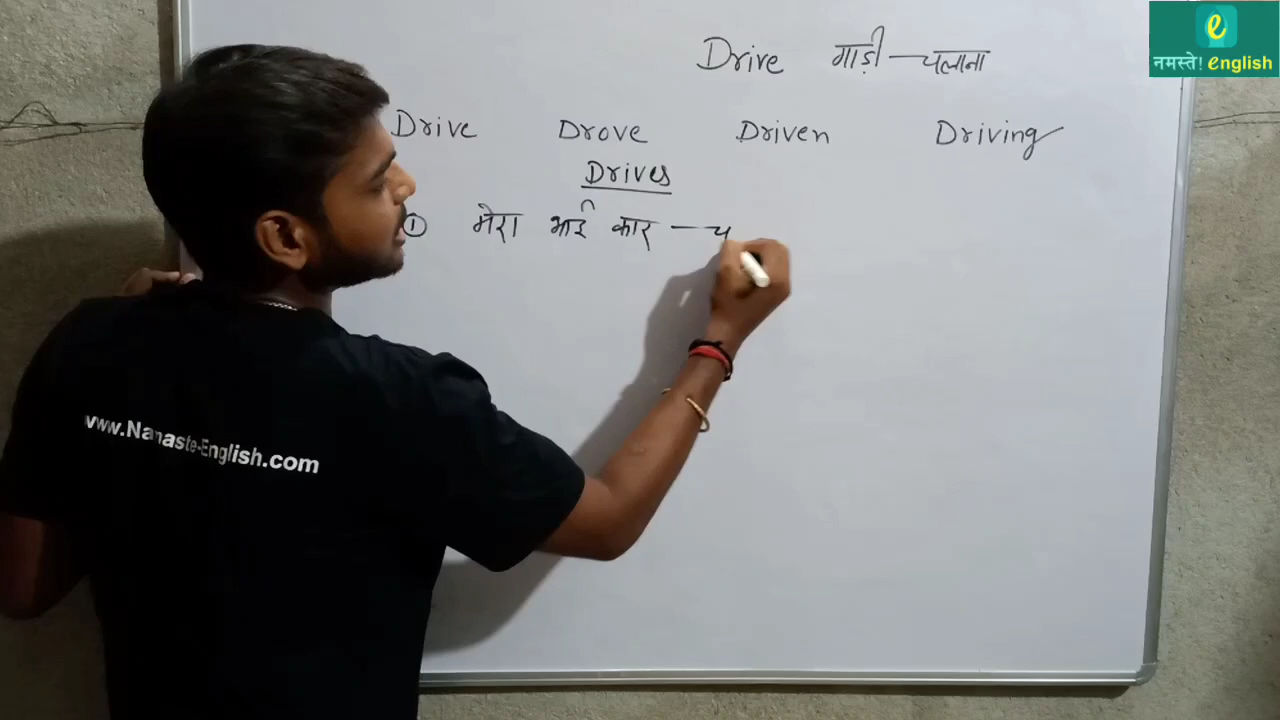 e
नमस्ते! English
Drive गाड़ी चलाना
Drive Drove Driven Driving
Drives
① मेरा भाई कार च
www.Namaste-English.com